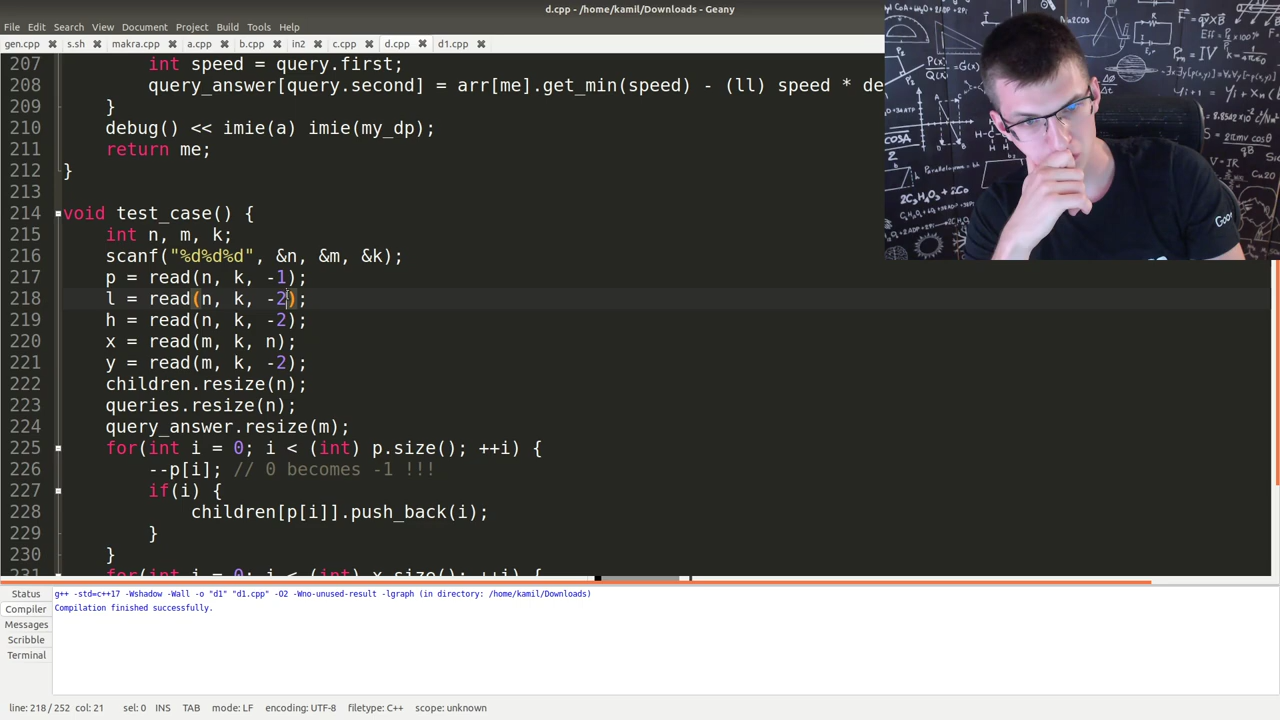 d.cpp - /home/kamil/Downloads - Geany
File Edit Search View Document Project Build Tools Help
gen.cpp s.sh makra.cpp a.cpp b.cpp in2 c.cpp d.cpp d1.cpp
207 int speed = query.first;
208 query_answer[query.second] = arr[me].get_min(speed) - (ll) speed * de
209 }
210 debug() << imie(a) imie(my_dp);
211 return me;
212 }
213
214 void test_case() {
215 int n, m, k;
216 scanf("%d%d%d", &n, &m, &k);
217 p = read(n, k, -1);
218 l = read(n, k, -2);
219 h = read(n, k, -2);
220 x = read(m, k, n);
221 y = read(m, k, -2);
222 children.resize(n);
223 queries.resize(n);
224 query_answer.resize(m);
225 for(int i = 0; i < (int) p.size(); ++i) {
226 --p[i]; // 0 becomes -1 !!!
227 if(i) {
228 children[p[i]].push_back(i);
229 }
230 }
231 for(int i = 0; i < (int) x.size(); ++i) {
Status
Compiler
Messages
Scribble
Terminal
g++ -std=c++17 -Wshadow -Wall -o "d1" "d1.cpp" -O2 -Wno-unused-result -lgraph (in directory: /home/kamil/Downloads)
Compilation finished successfully.
line: 218 / 252 col: 21 sel: 0 INS TAB mode: LF encoding: UTF-8 filetype: C++ scope: unknown